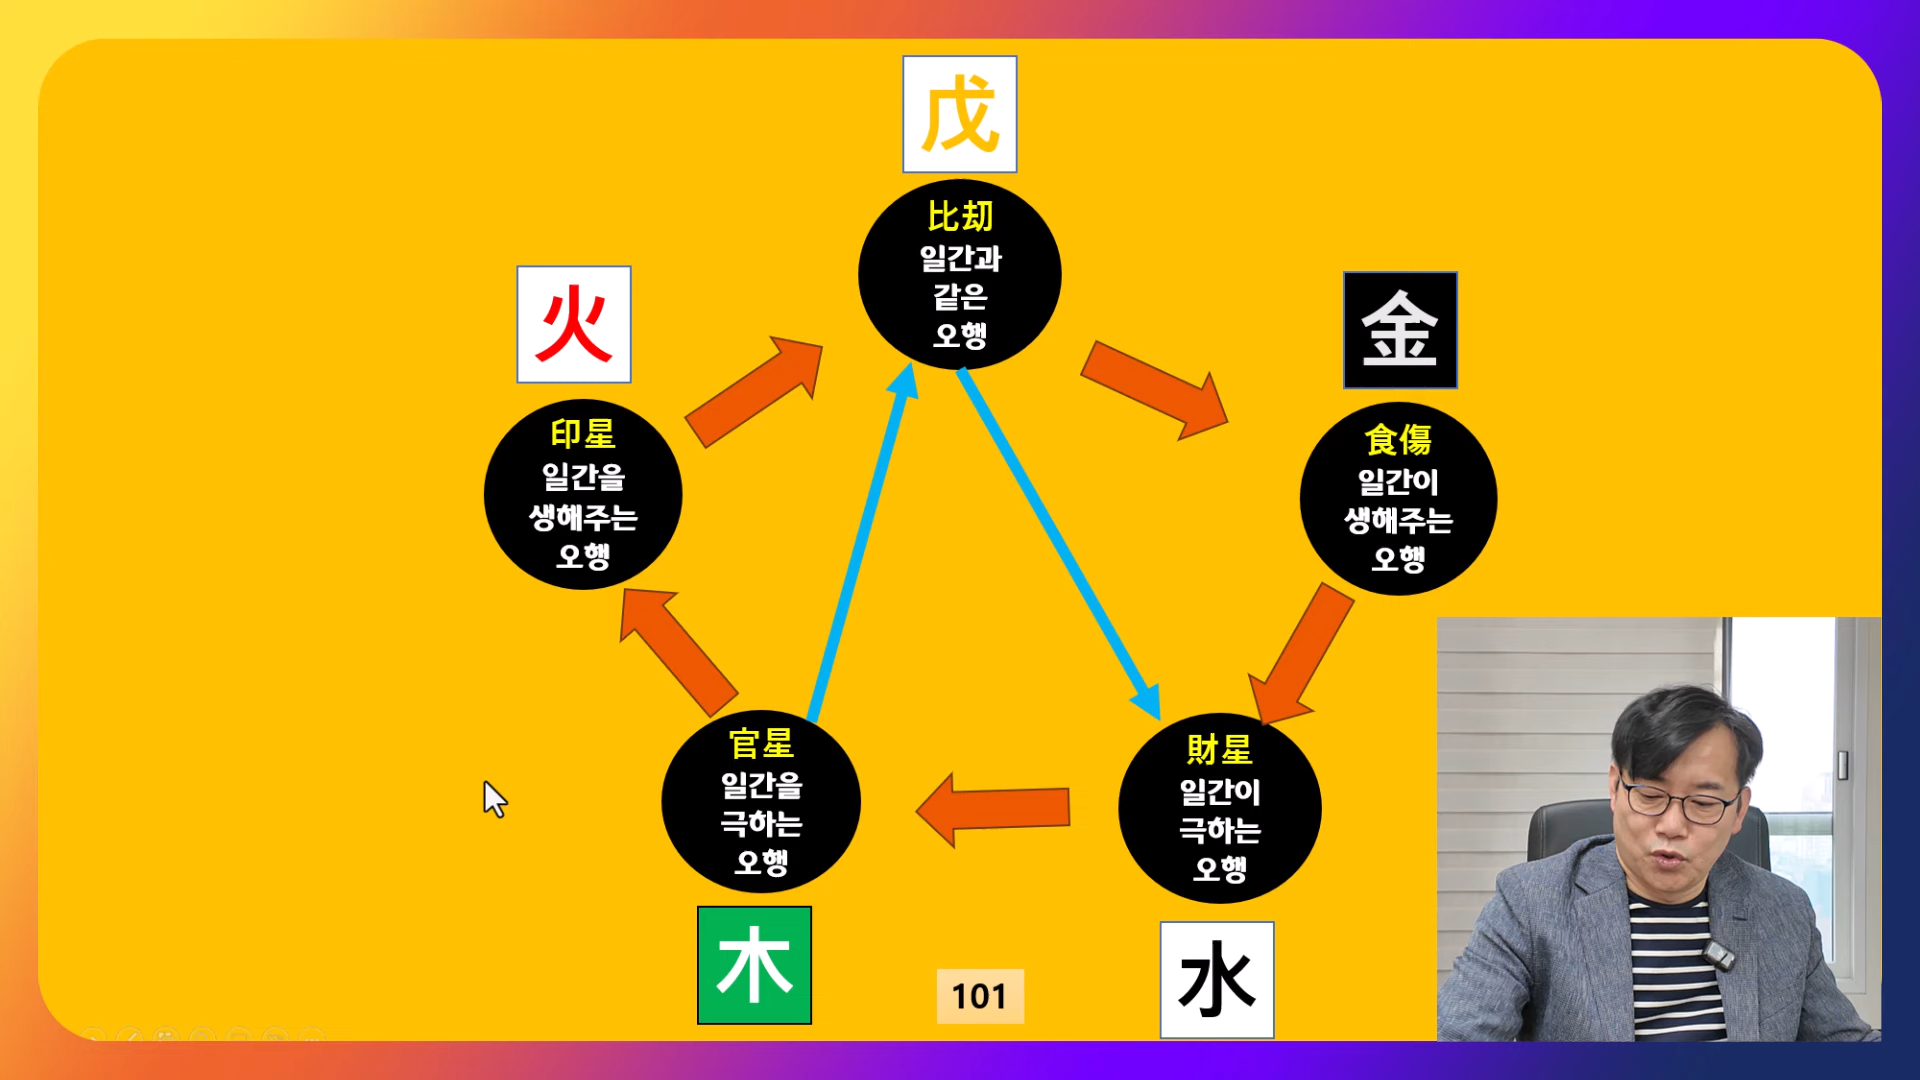 戊
比刧
일간과
같은
오행
火
印星
일간을
생해주는
오행
金
食傷
일간이
생해주는
오행
官星
일간을
극하는
오행
木
財星
일간이
극하는
오행
水
101